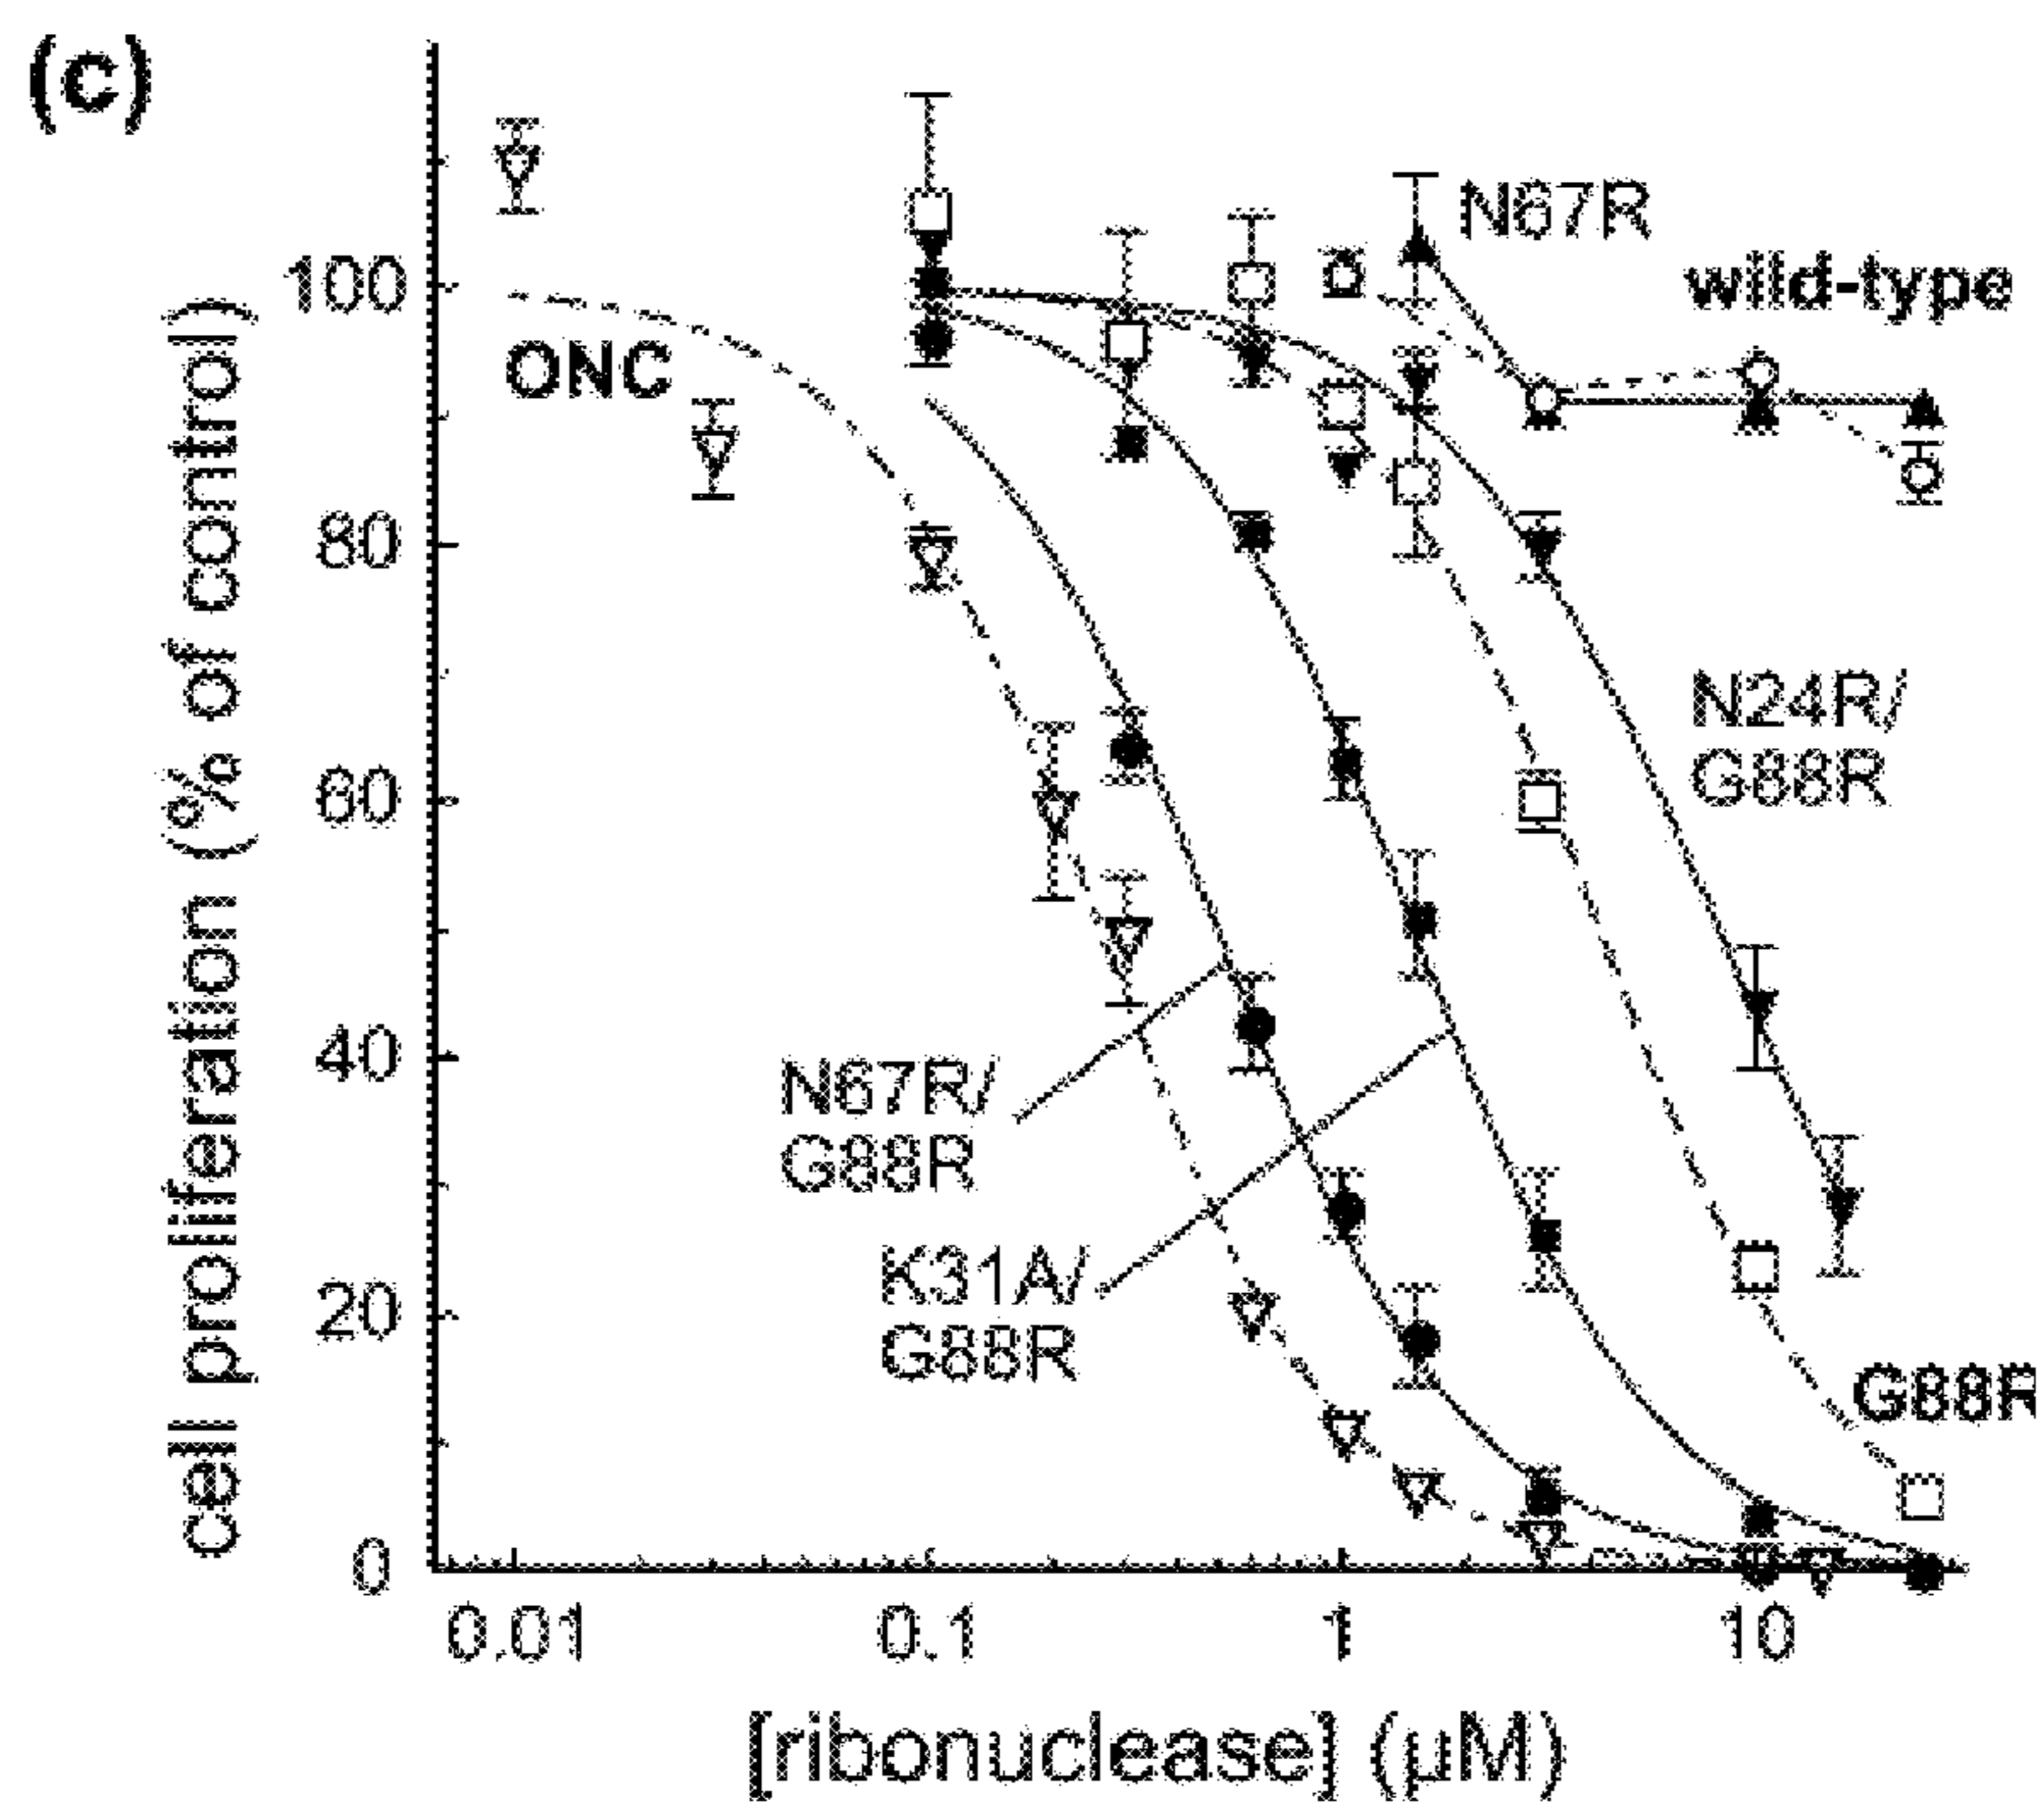 (c)
N67R
100
wild-type
ONC
80
N24R/
G88R
60
cell proliferation (% of control)
40
N67R/
G88R
K31A/
G88R
20
G88R
0
0.01 0.1 1 10
[ribonuclease] (µM)